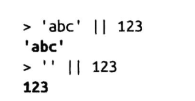 > 'abc' || 123
'abc'
> '' || 123
123